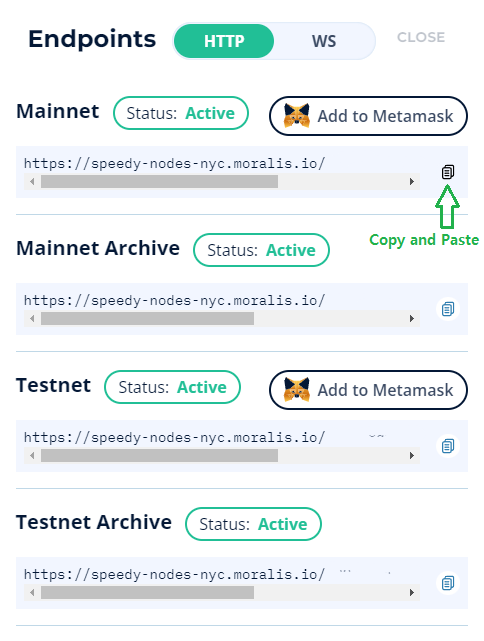 Endpoints HTTP WS CLOSE
Mainnet Status: Active Add to Metamask
https://speedy-nodes-nyc.moralis.io/
Copy and Paste
Mainnet Archive Status: Active
https://speedy-nodes-nyc.moralis.io/
Testnet Status: Active Add to Metamask
https://speedy-nodes-nyc.moralis.io/
Testnet Archive Status: Active
https://speedy-nodes-nyc.moralis.io/